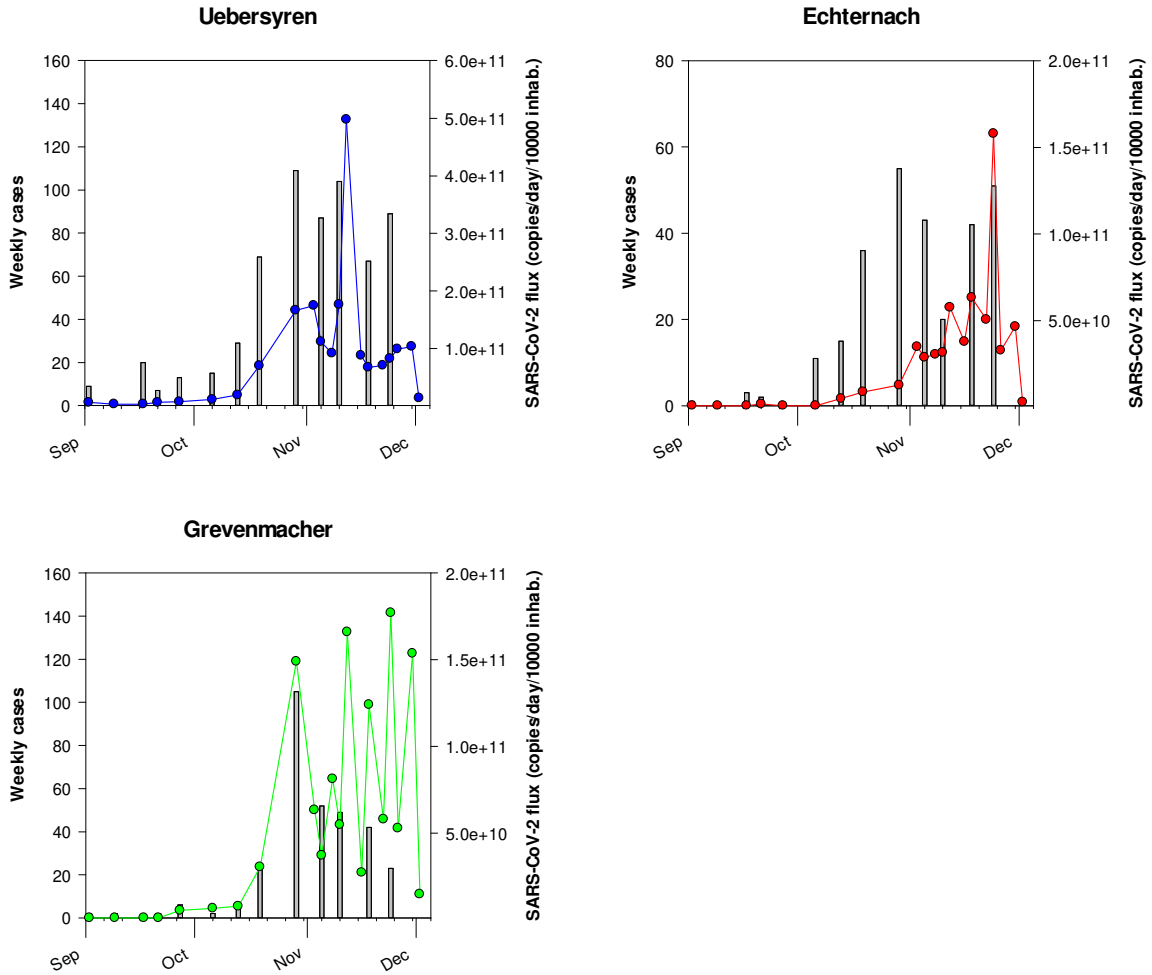 Uebersyren
160
140
120
100
80
60
40
20
0
Weekly cases
6.0e+11
5.0e+11
4.0e+11
3.0e+11
2.0e+11
1.0e+11
SARS-CoV-2 flux (copies/day/10000 inhab.)
Sep
Oct
Nov
Dec
Echternach
80
60
40
20
0
Weekly cases
2.0e+11
1.5e+11
1.0e+11
5.0e+10
SARS-CoV-2 flux (copies/day/10000 inhab.)
Sep
Oct
Nov
Dec
Grevenmacher
160
140
120
100
80
60
40
20
0
Weekly cases
2.0e+11
1.5e+11
1.0e+11
5.0e+10
SARS-CoV-2 flux (copies/day/10000 inhab.)
Sep
Oct
Nov
Dec